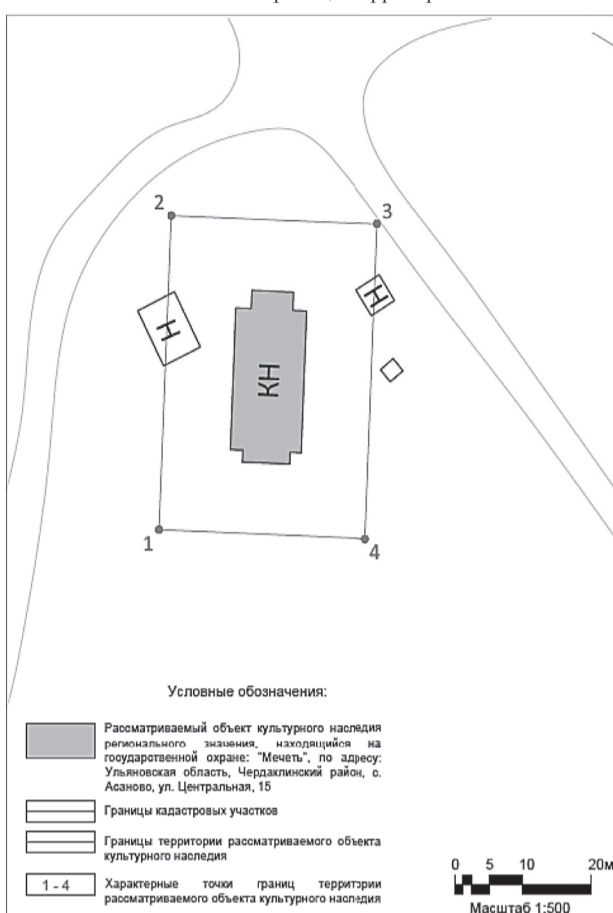 2
3
Н
Н
КН
1
4
Условные обозначения:
Рассматриваемый объект культурного наследия
регионального значения, находящийся на
государственной охране: "Мечеть", по адресу:
Ульяновская область, Чердаклинский район, с.
Асаново, ул. Центральная, 15
Границы кадастровых участков
Границы территории рассматриваемого объекта
культурного наследия
1 - 4 Характерные точки границ территории
рассматриваемого объекта культурного наследия
0 5 10 20м
Масштаб 1:500